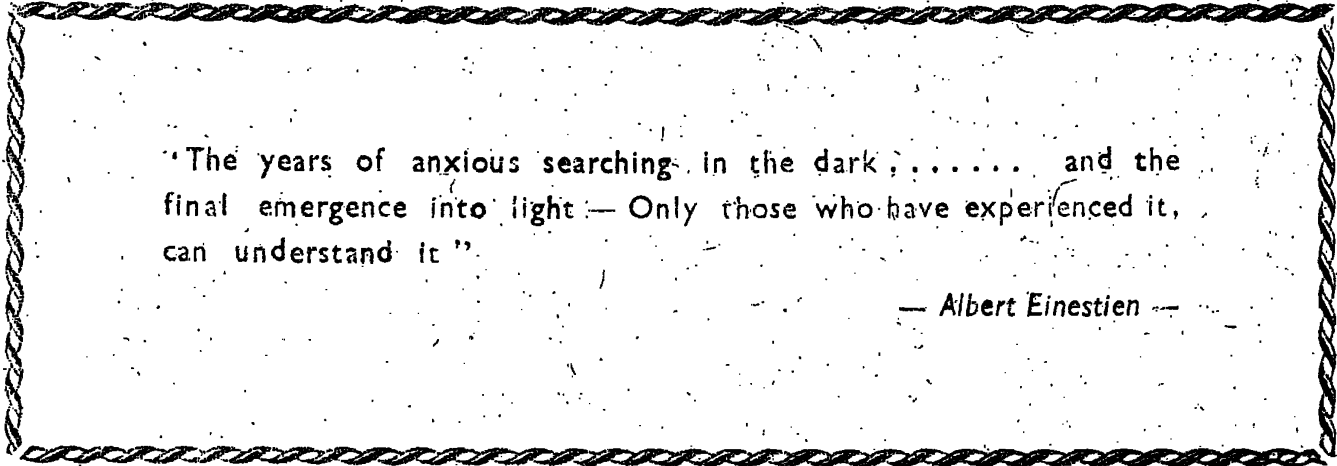 "The years of anxious searching in the dark ....... and the
final emergence into light — Only those who have experienced it,
can understand it"
— Albert Einestien —